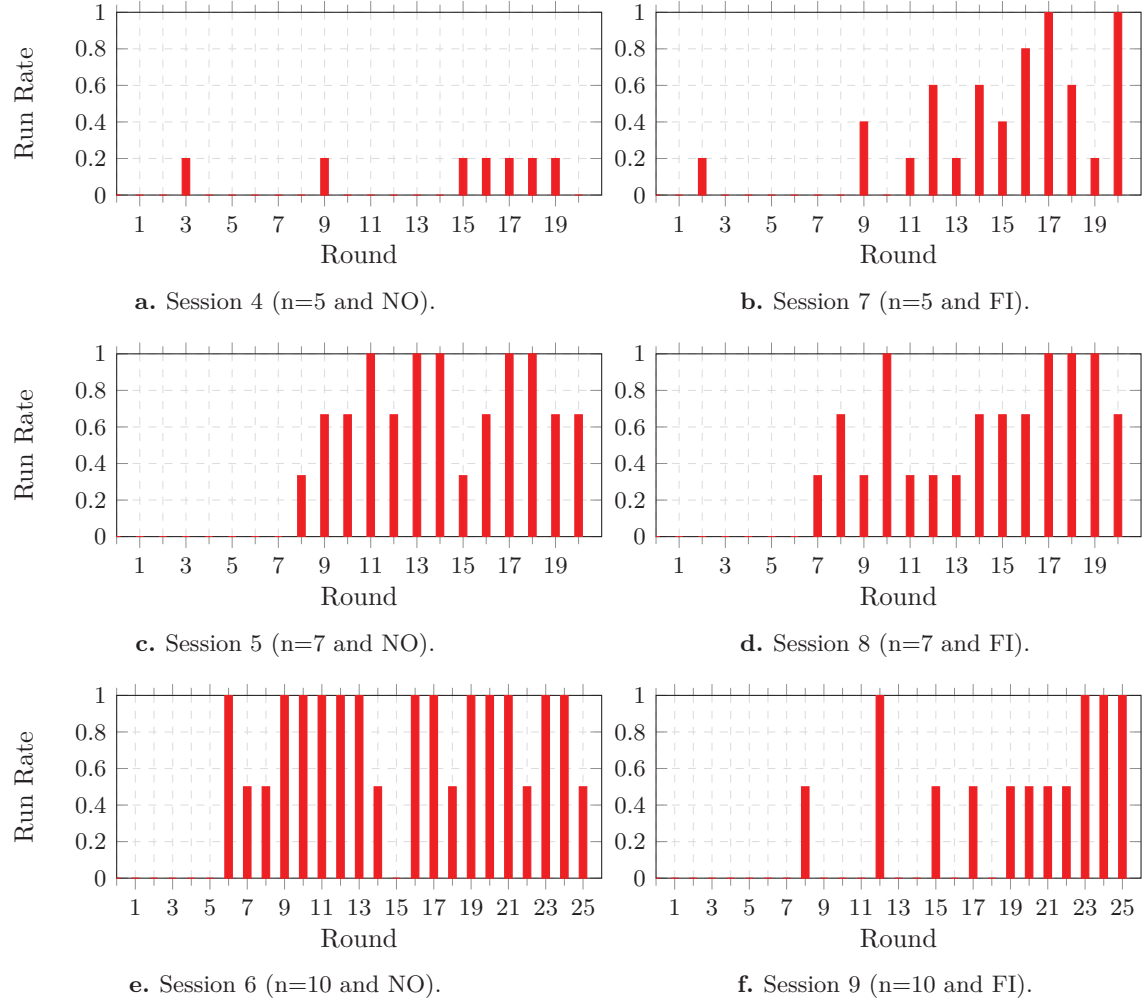 1
0.8
0.6
0.4
0.2
0
Run Rate
1 3 5 7 9 11 13 15 17 19
Round
a. Session 4 (n=5 and NO).
1
0.8
0.6
0.4
0.2
0
1 3 5 7 9 11 13 15 17 19
Round
b. Session 7 (n=5 and FI).
1
0.8
0.6
0.4
0.2
0
Run Rate
1 3 5 7 9 11 13 15 17 19
Round
c. Session 5 (n=7 and NO).
1
0.8
0.6
0.4
0.2
0
1 3 5 7 9 11 13 15 17 19
Round
d. Session 8 (n=7 and FI).
1
0.8
0.6
0.4
0.2
0
Run Rate
1 3 5 7 9 11 13 15 17 19 21 23 25
Round
e. Session 6 (n=10 and NO).
1
0.8
0.6
0.4
0.2
0
1 3 5 7 9 11 13 15 17 19 21 23 25
Round
f. Session 9 (n=10 and FI).